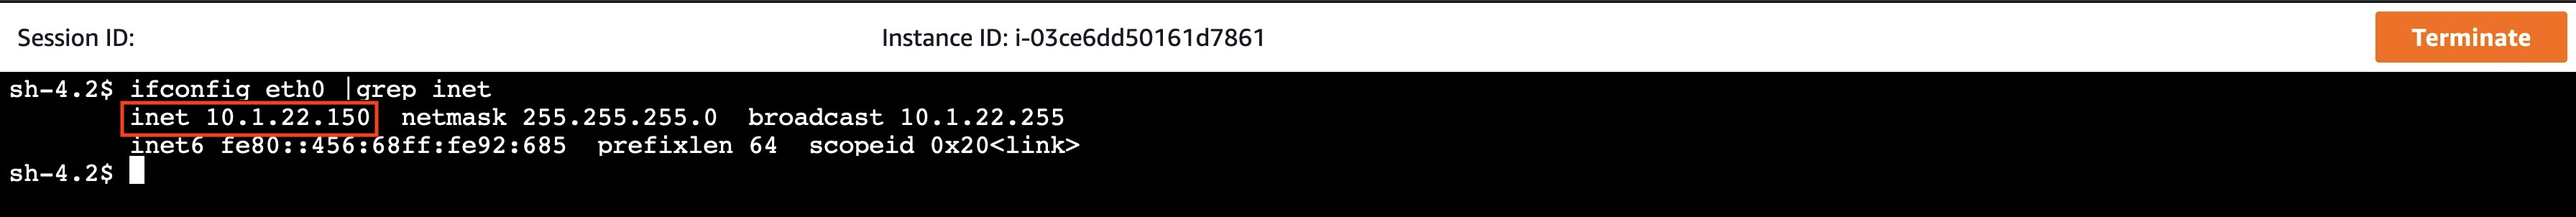 Session ID:
Instance ID: i-03ce6dd50161d7861
Terminate
sh-4.2$ ifconfig eth0 |grep inet
inet 10.1.22.150  netmask 255.255.255.0  broadcast 10.1.22.255
inet6 fe80::456:68ff:fe92:685  prefixlen 64  scopeid 0x20<link>
sh-4.2$